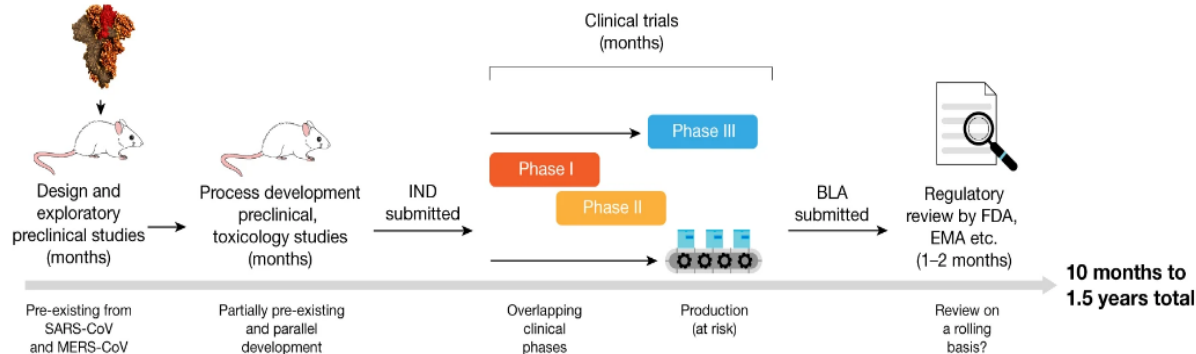 Clinical trials
(months)
Phase III
Phase I
Phase II
Design and
exploratory
preclinical studies
(months)
Process development
preclinical,
toxicology studies
(months)
IND
submitted
BLA
submitted
Regulatory
review by FDA,
EMA etc.
(1–2 months)
10 months to
1.5 years total
Pre-existing from
SARS-CoV
and MERS-CoV
Partially pre-existing
and parallel
development
Overlapping
clinical
phases
Production
(at risk)
Review on
a rolling
basis?